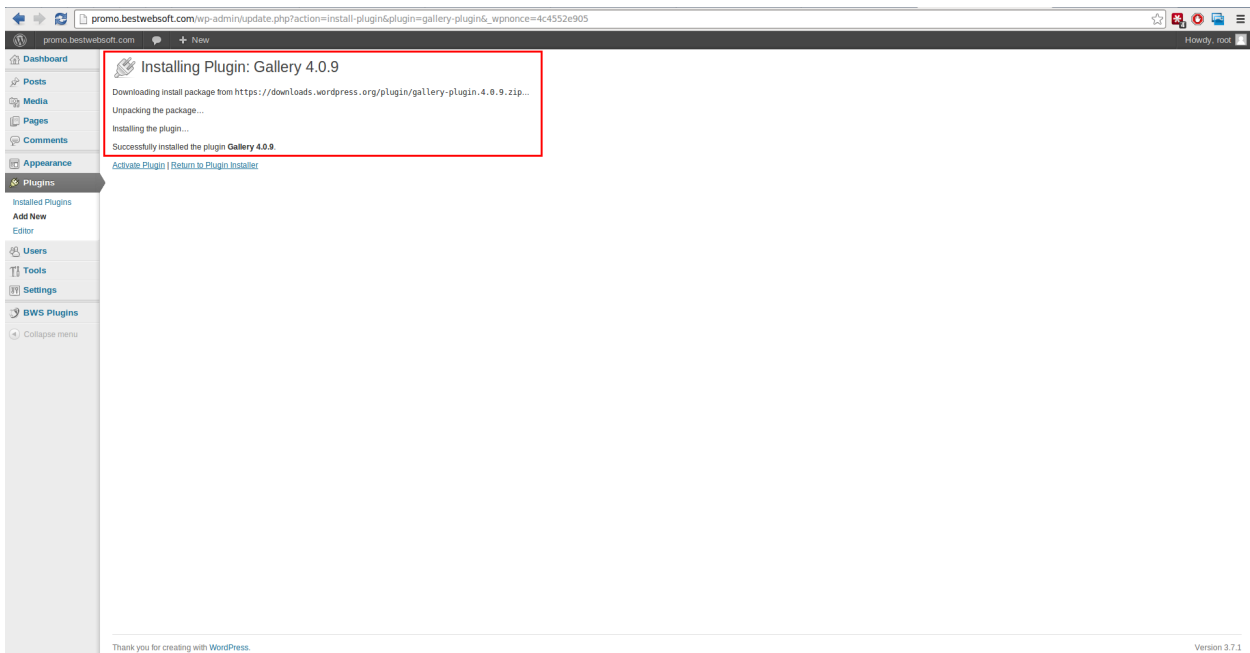 promo.bestwebsoft.com/wp-admin/update.php?action=install-plugin&plugin=gallery-plugin&_wpnonce=4c4552e905
promo.bestwebsoft.com + New Howdy, root
Dashboard
Posts
Media
Pages
Comments
Appearance
Plugins
Installed Plugins
Add New
Editor
Users
Tools
Settings
BWS Plugins
Collapse menu
Installing Plugin: Gallery 4.0.9
Downloading install package from https://downloads.wordpress.org/plugin/gallery-plugin.4.0.9.zip…
Unpacking the package…
Installing the plugin…
Successfully installed the plugin Gallery 4.0.9.
Activate Plugin | Return to Plugin Installer
Thank you for creating with WordPress. Version 3.7.1